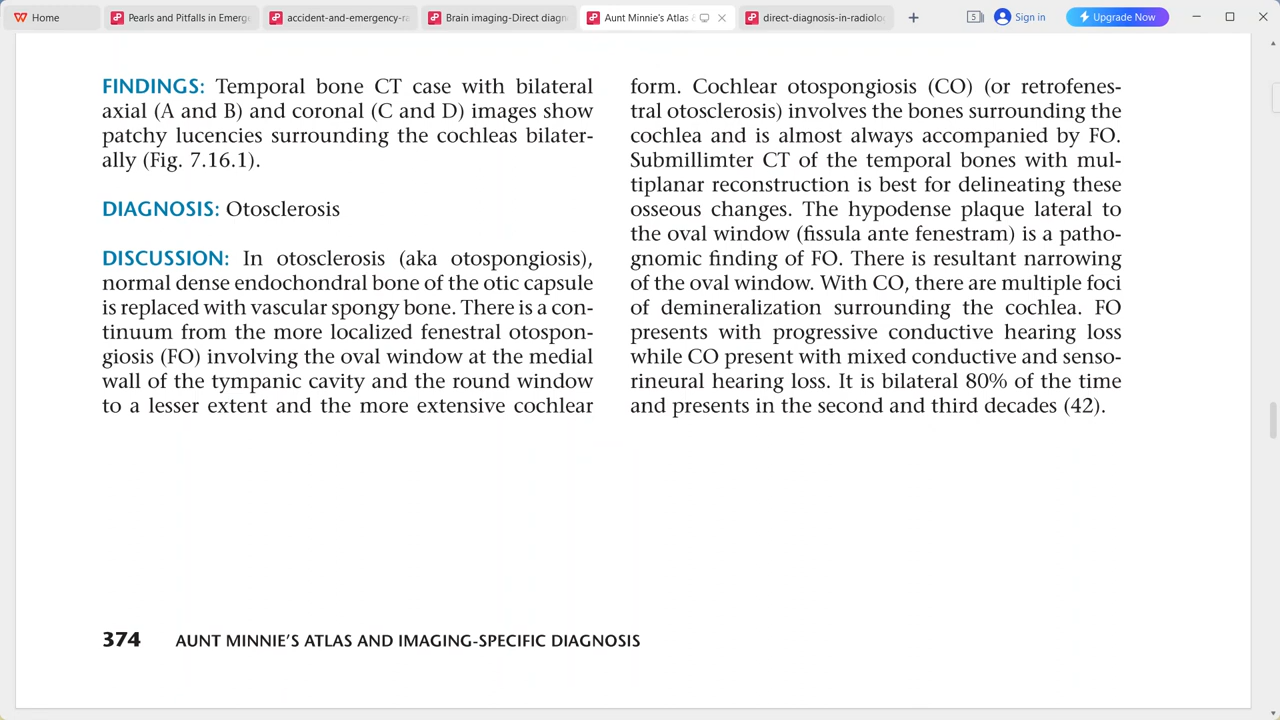 Home
Pearls and Pitfalls in Emerg
accident-and-emergency-ra
Brain imaging-Direct diagn
Aunt Minnie's Atlas &
direct-diagnosis-in-radiolo
5
Sign in
Upgrade Now
FINDINGS: Temporal bone CT case with bilateral
axial (A and B) and coronal (C and D) images show
patchy lucencies surrounding the cochleas bilater-
ally (Fig. 7.16.1).
DIAGNOSIS: Otosclerosis
DISCUSSION: In otosclerosis (aka otospongiosis),
normal dense endochondral bone of the otic capsule
is replaced with vascular spongy bone. There is a con-
tinuum from the more localized fenestral otospon-
giosis (FO) involving the oval window at the medial
wall of the tympanic cavity and the round window
to a lesser extent and the more extensive cochlear
form. Cochlear otospongiosis (CO) (or retrofenes-
tral otosclerosis) involves the bones surrounding the
cochlea and is almost always accompanied by FO.
Submillimter CT of the temporal bones with mul-
tiplanar reconstruction is best for delineating these
osseous changes. The hypodense plaque lateral to
the oval window (fissula ante fenestram) is a patho-
gnomic finding of FO. There is resultant narrowing
of the oval window. With CO, there are multiple foci
of demineralization surrounding the cochlea. FO
presents with progressive conductive hearing loss
while CO present with mixed conductive and senso-
rineural hearing loss. It is bilateral 80% of the time
and presents in the second and third decades (42).
374 AUNT MINNIE'S ATLAS AND IMAGING-SPECIFIC DIAGNOSIS